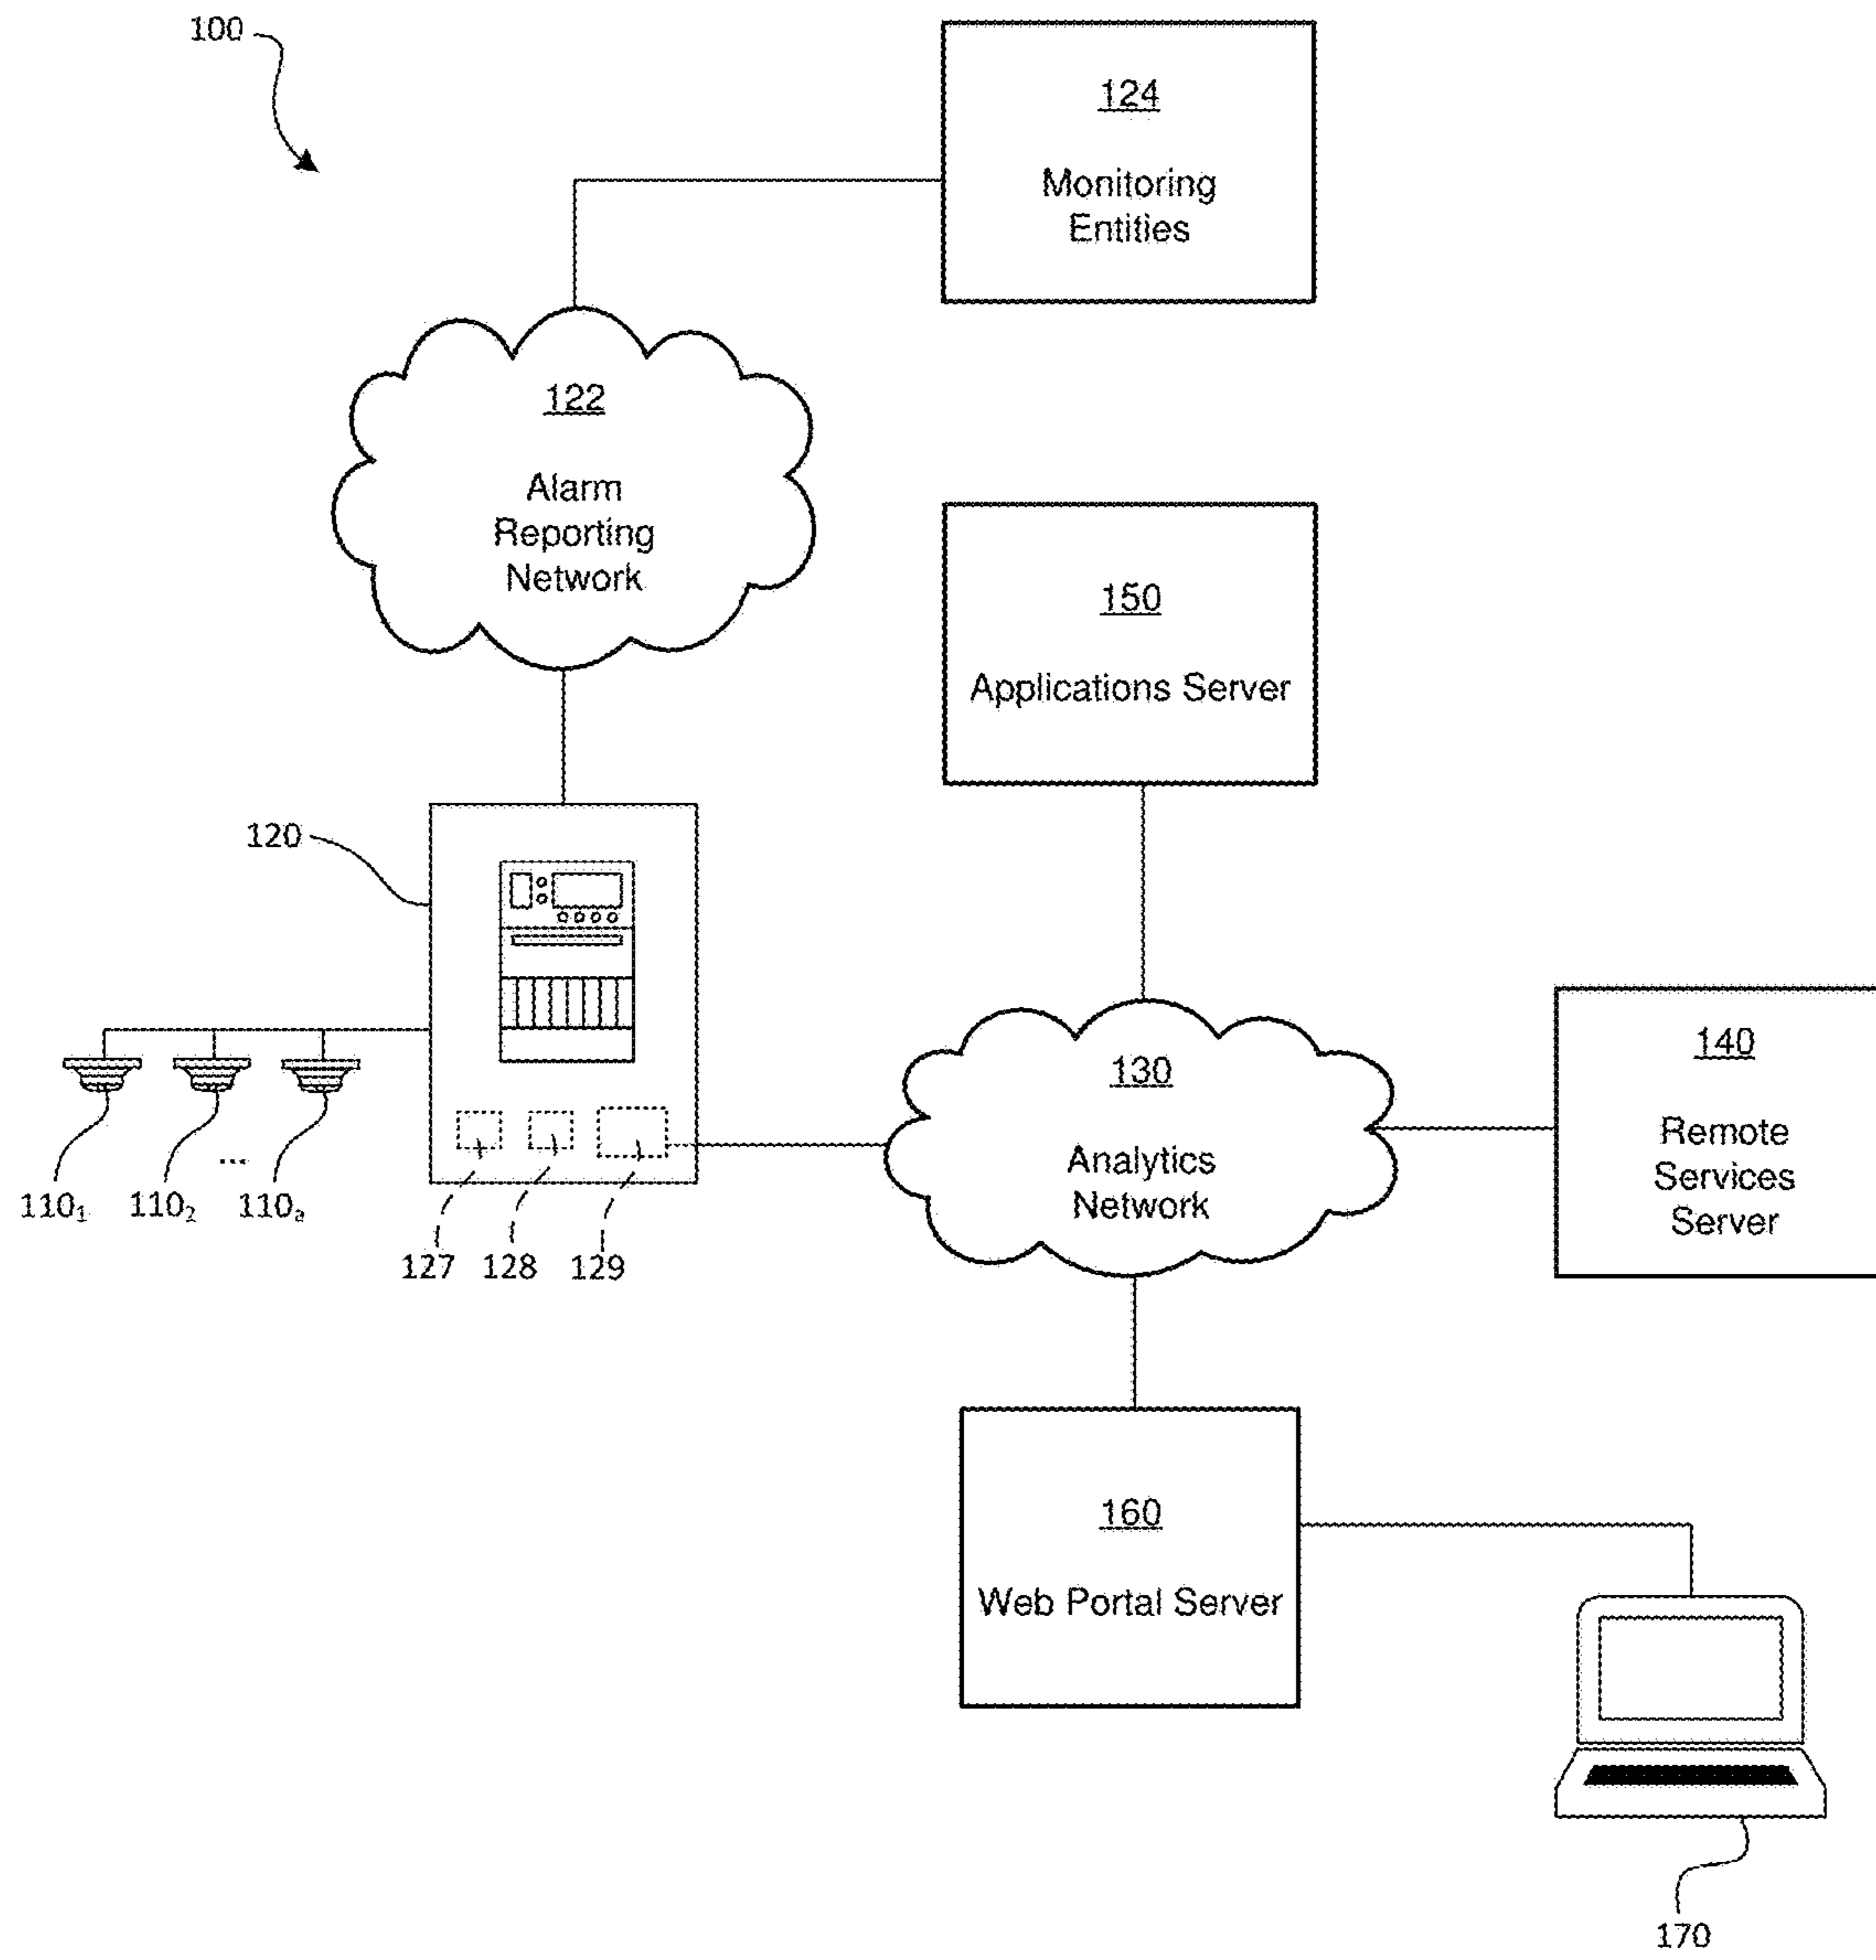 100
124
Monitoring
Entities
122
Alarm
Reporting
Network
150
Applications Server
120
130
Analytics
Network
140
Remote
Services
Server
110₁ 110₂ ... 110ₐ
127 128 129
160
Web Portal Server
170